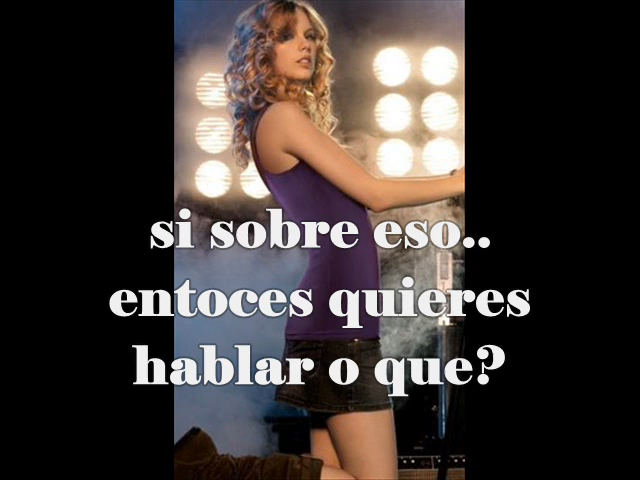 si sobre eso..
entoces quieres
hablar o que?